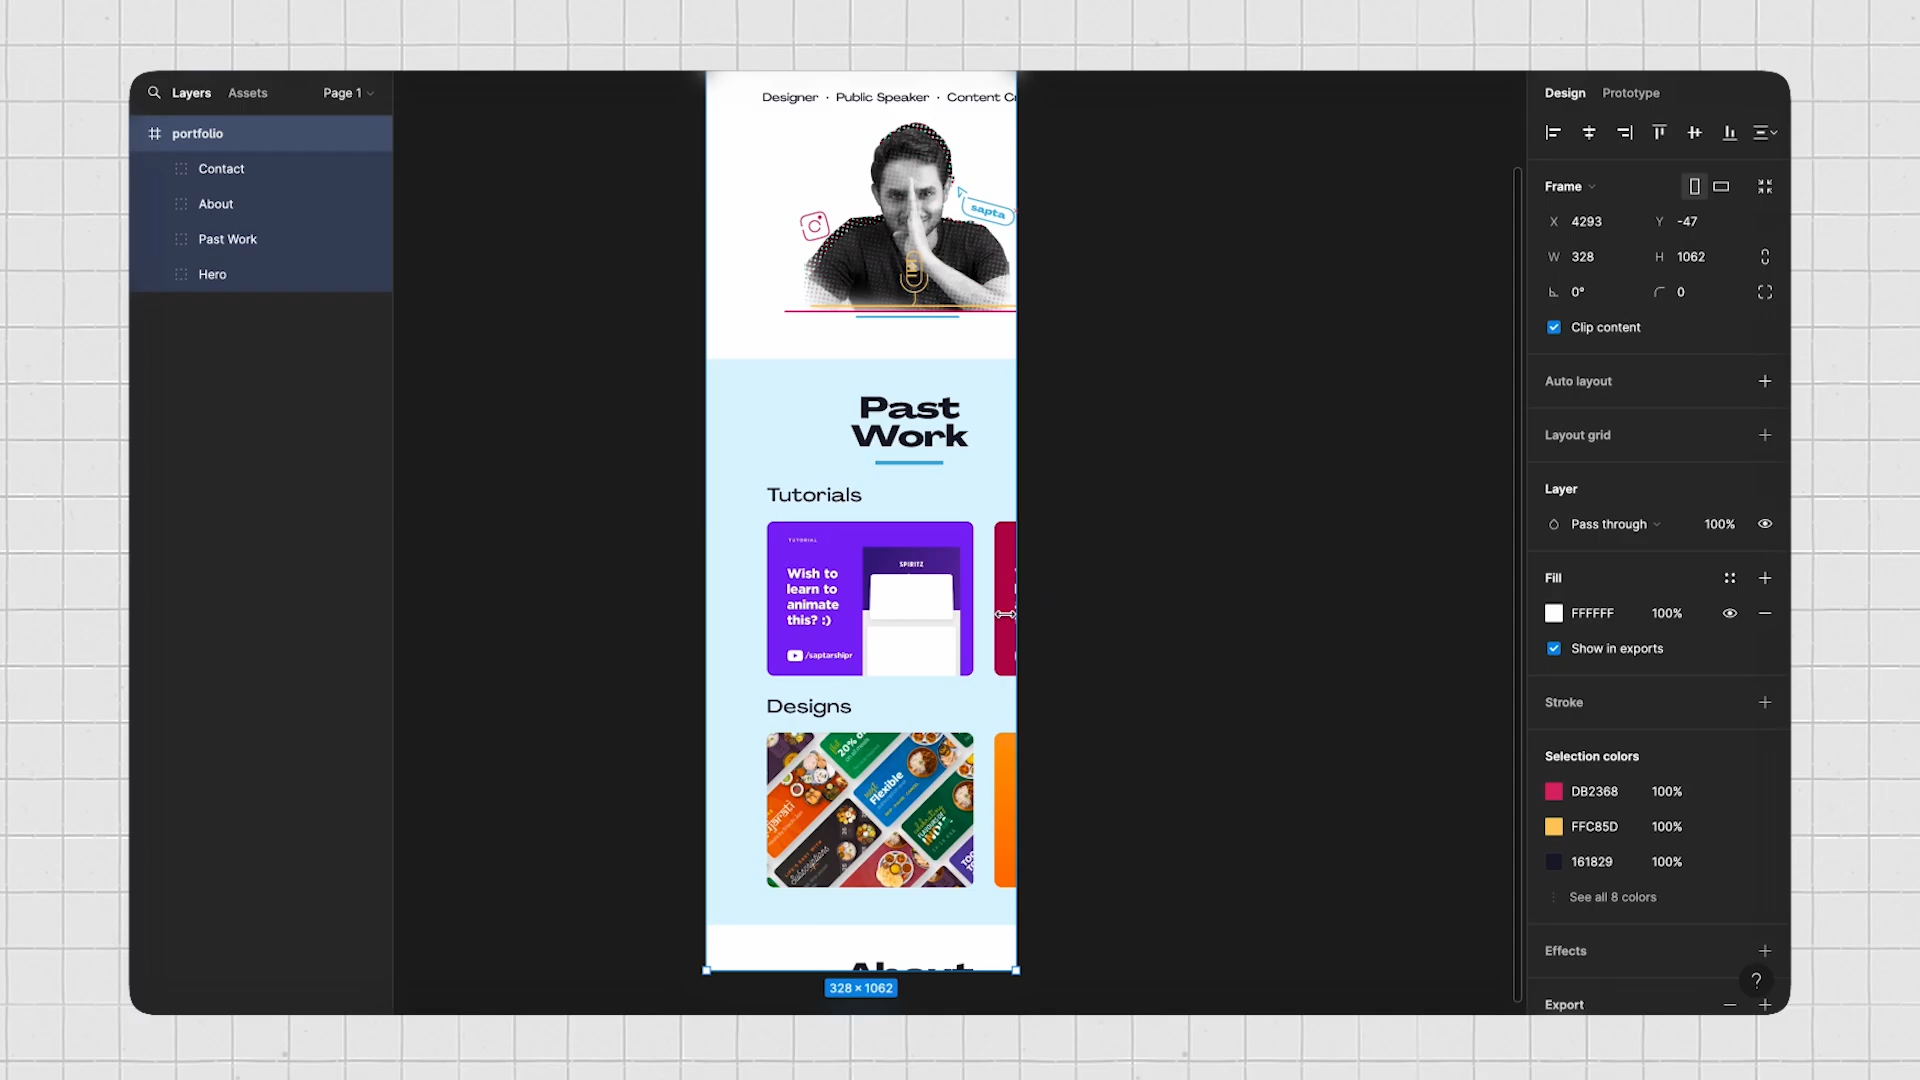 Layers
Assets
Page 1
portfolio
Contact
About
Past Work
Hero
Designer · Public Speaker · Content
sapta
Past
Work
Tutorials
TUTORIAL
Wish to
learn to
animate
this? :)
/saptarshipr
SPIRITZ
Designs
20%
Flexible
About
328 × 1062
Design
Prototype
Frame
X 4293 Y -47
W 328 H 1062
0° 0
Clip content
Auto layout
Layout grid
Layer
Pass through 100%
Fill
FFFFFF 100%
Show in exports
Stroke
Selection colors
DB2368 100%
FFC85D 100%
161829 100%
See all 8 colors
Effects
?
Export